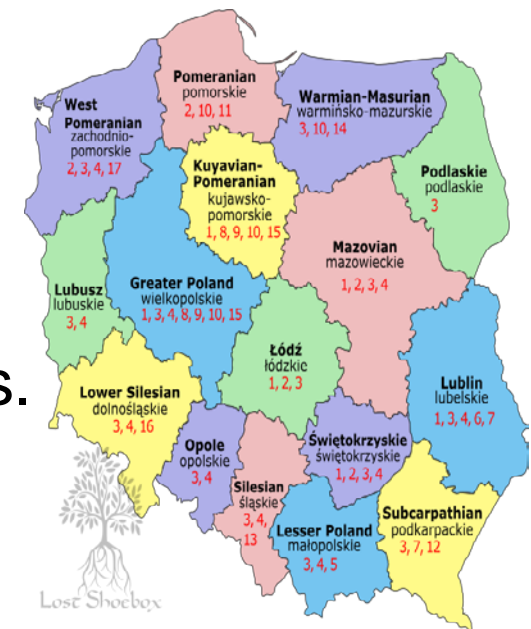 Pomeranian
pomorskie
2, 10, 11
West
Pomeranian
zachodnio-
pomorskie
2, 3, 4, 17
Warmian-Masurian
warmińsko-mazurskie
3, 10, 14
Kuyavian-
Pomeranian
kujawsko-
pomorskie
1, 8, 9, 10, 15
Podlaskie
podlaskie
3
Mazovian
mazowieckie
1, 2, 3, 4
Lubusz
lubuskie
3, 4
Greater Poland
wielkopolskie
1, 3, 4, 8, 9, 10, 15
Łódź
łódzkie
1, 2, 3
s.
Lower Silesian
dolnośląskie
3, 4, 16
Lublin
lubelskie
1, 3, 4, 6, 7
Opole
opolskie
3, 4
Silesian
śląskie
3, 4,
13
Świętokrzyskie
świętokrzyskie
1, 2, 3, 4
Lesser Poland
małopolskie
3, 4, 5
Subcarpathian
podkarpackie
3, 7, 12
Lost Shoebox